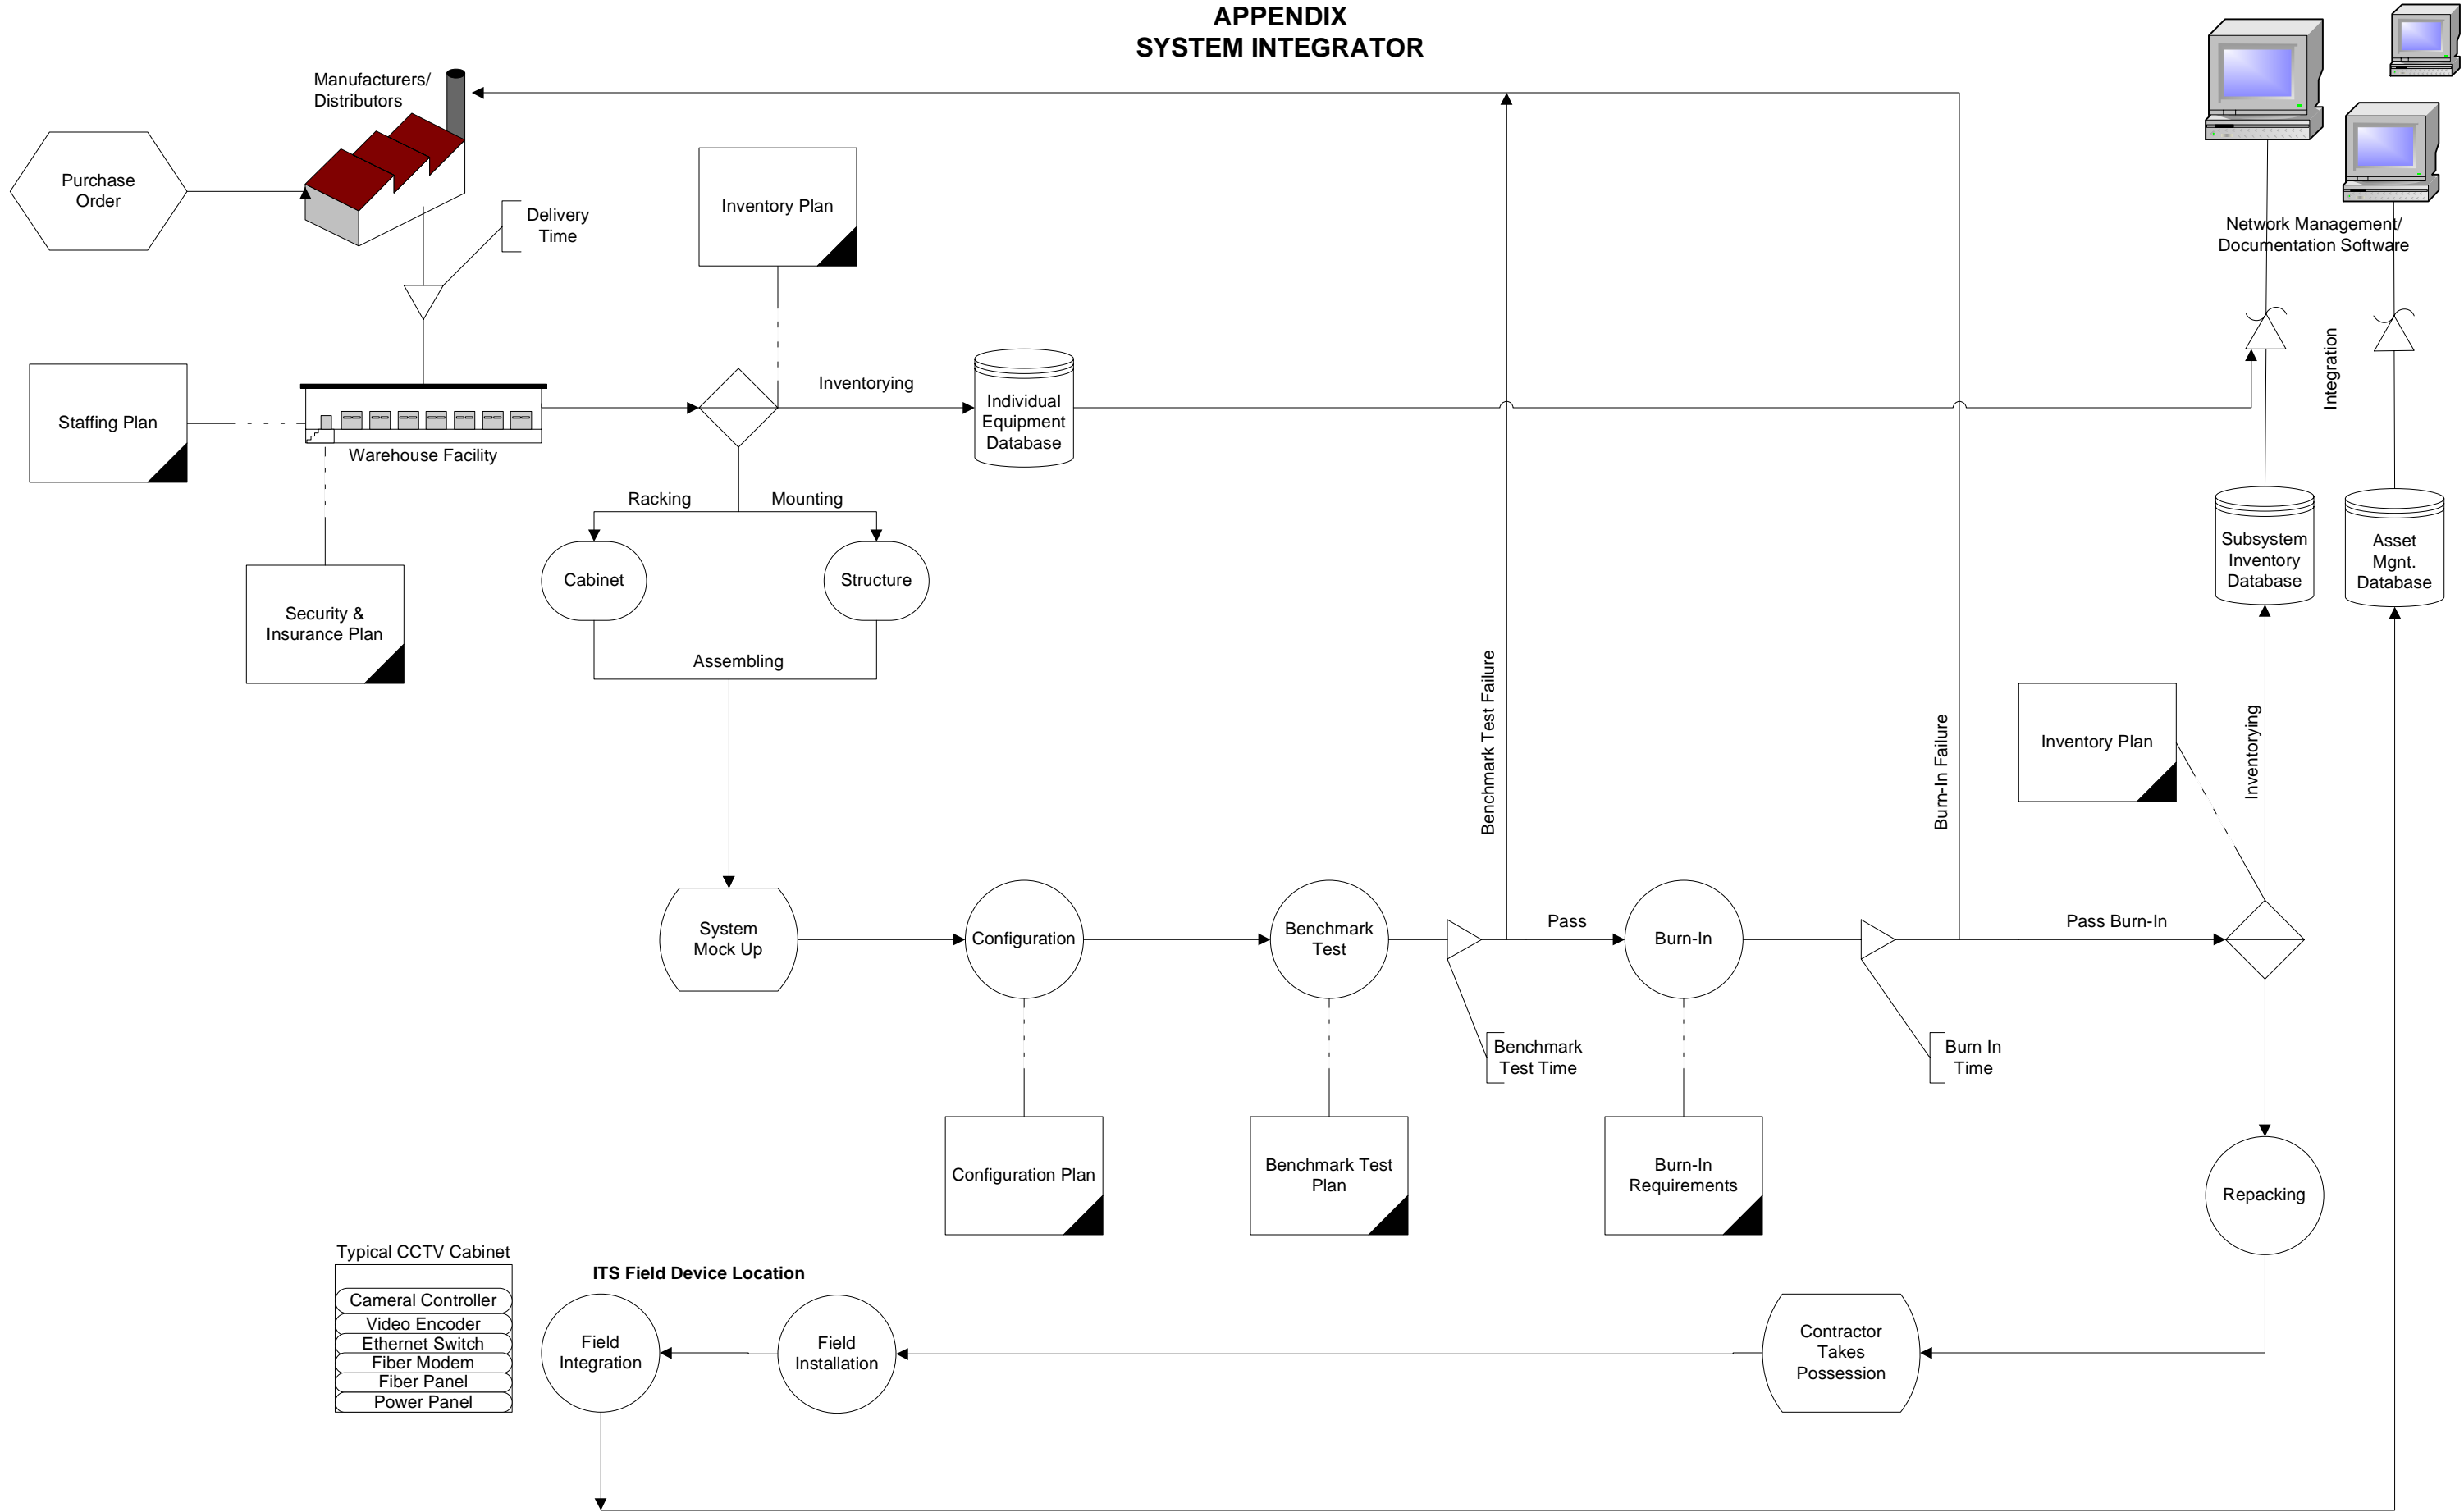 APPENDIX
SYSTEM INTEGRATOR
Manufacturers/
Distributors
Purchase
Order
Delivery
Time
Inventory Plan
Network Management/
Documentation Software
Staffing Plan
Warehouse Facility
Inventorying
Individual
Equipment
Database
Integration
Racking
Mounting
Cabinet
Structure
Security &
Insurance Plan
Assembling
Subsystem
Inventory
Database
Asset
Mgnt.
Database
Benchmark Test Failure
Burn-In Failure
Inventory Plan
Inventorying
System
Mock Up
Configuration
Benchmark
Test
Pass
Burn-In
Pass Burn-In
Benchmark
Test Time
Burn In
Time
Configuration Plan
Benchmark Test
Plan
Burn-In
Requirements
Repacking
Typical CCTV Cabinet
Cameral Controller
Video Encoder
Ethernet Switch
Fiber Modem
Fiber Panel
Power Panel
ITS Field Device Location
Field
Integration
Field
Installation
Contractor
Takes
Possession